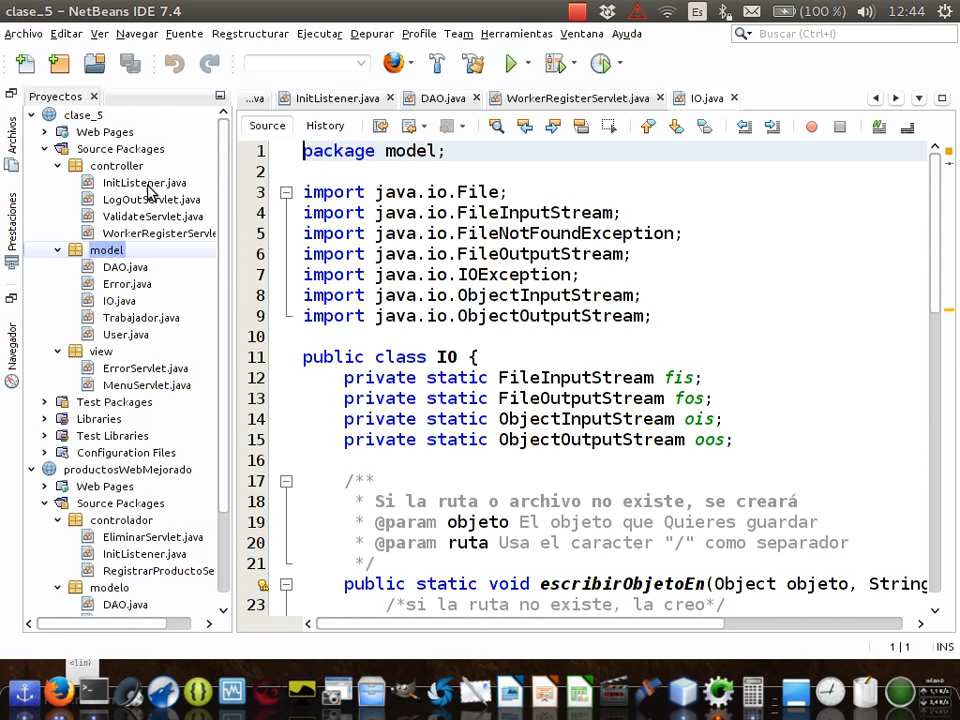 clase_5 - NetBeans IDE 7.4
Es
(100 %)
12:44
Archivo Editar Ver Navegar Fuente Reestructurar Ejecutar Depurar Profile Team Herramientas Ventana Ayuda
Buscar (Ctrl+I)
Archivos
Prestaciones
Navegador
Proyectos
clase_5
Web Pages
Source Packages
controller
InitListener.java
LogOutServlet.java
ValidateServlet.java
WorkerRegisterServle
model
DAO.java
Error.java
IO.java
Trabajador.java
User.java
view
ErrorServlet.java
MenuServlet.java
Test Packages
Libraries
Test Libraries
Configuration Files
productosWebMejorado
Web Pages
Source Packages
controlador
EliminarServlet.java
InitListener.java
RegistrarProductoSe
modelo
DAO.java
...va InitListener.java DAO.java WorkerRegisterServlet.java IO.java
Source History
1 package model;
2
3 import java.io.File;
4 import java.io.FileInputStream;
5 import java.io.FileNotFoundException;
6 import java.io.FileOutputStream;
7 import java.io.IOException;
8 import java.io.ObjectInputStream;
9 import java.io.ObjectOutputStream;
10
11 public class IO {
12 private static FileInputStream fis;
13 private static FileOutputStream fos;
14 private static ObjectInputStream ois;
15 private static ObjectOutputStream oos;
16
17 /**
18 * Si la ruta o archivo no existe, se creará
19 * @param objeto El objeto que Quieres guardar
20 * @param ruta Usa el caracter "/" como separador
21 */
public static void escribirObjetoEn(Object objeto, String
23 /*si la ruta no existe, la creo*/
1|1 INS
<lin>
wlan0